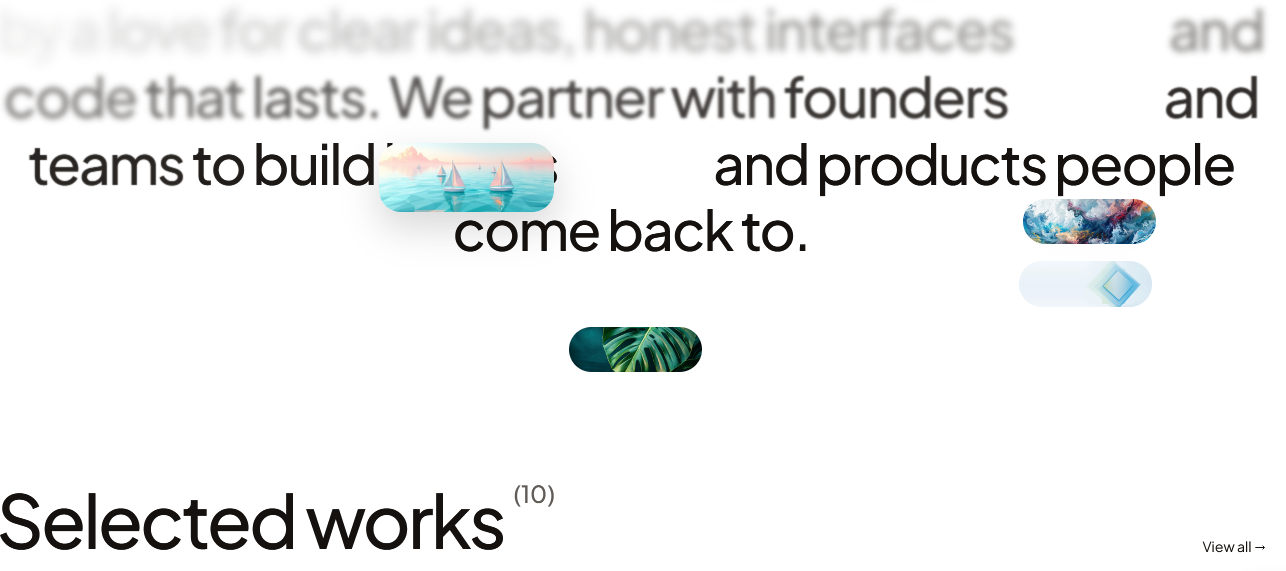 by a love for clear ideas, honest interfaces and
code that lasts. We partner with founders and
teams to build and products people
come back to.
Selected works (10)
View all →